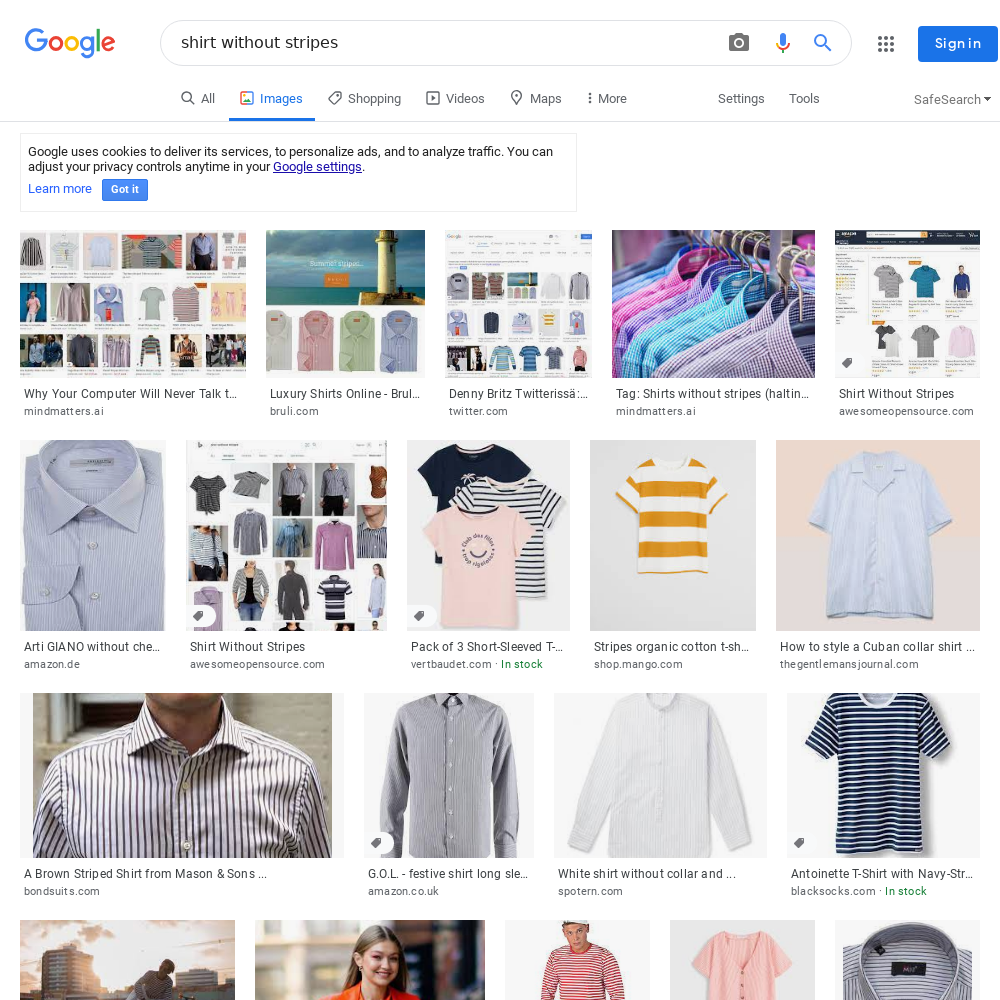 Google
shirt without stripes
Sign in
All
Images
Shopping
Videos
Maps
More
Settings
Tools
SafeSearch
Google uses cookies to deliver its services, to personalize ads, and to analyze traffic. You can
adjust your privacy controls anytime in your Google settings.
Learn more
Got it
Summer stripes...
Why Your Computer Will Never Talk t...
mindmatters.ai
Luxury Shirts Online - Brul...
bruli.com
Denny Britz Twitterissä:...
twitter.com
Tag: Shirts without stripes (haltin...
mindmatters.ai
Shirt Without Stripes
awesomeopensource.com
Club des filles
trop rigolotes
Arti GIANO without che...
amazon.de
Shirt Without Stripes
awesomeopensource.com
Pack of 3 Short-Sleeved T-...
vertbaudet.com · In stock
Stripes organic cotton t-sh...
shop.mango.com
How to style a Cuban collar shirt ...
thegentlemansjournal.com
A Brown Striped Shirt from Mason & Sons ...
bondsuits.com
G.O.L. - festive shirt long sle...
amazon.co.uk
White shirt without collar and ...
spotern.com
Antoinette T-Shirt with Navy-Str...
blacksocks.com · In stock